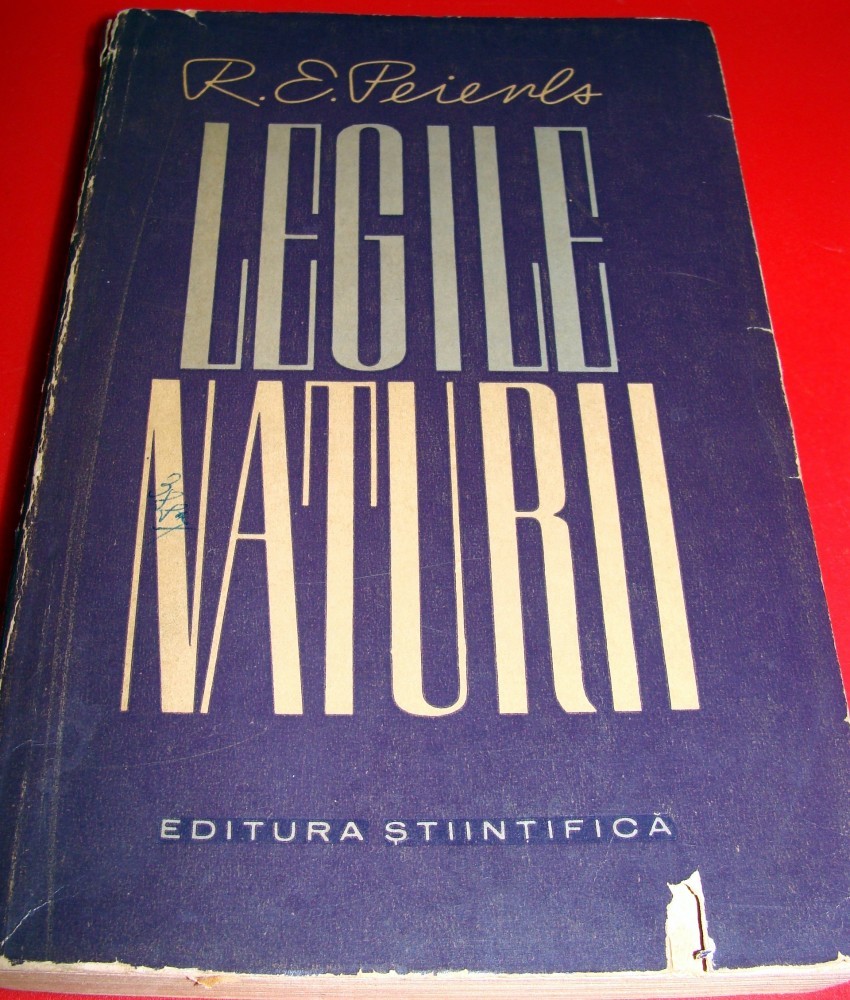 R. E. Peierls
LEGILE
NATURII
EDITURA ȘTIINTIFICĂ